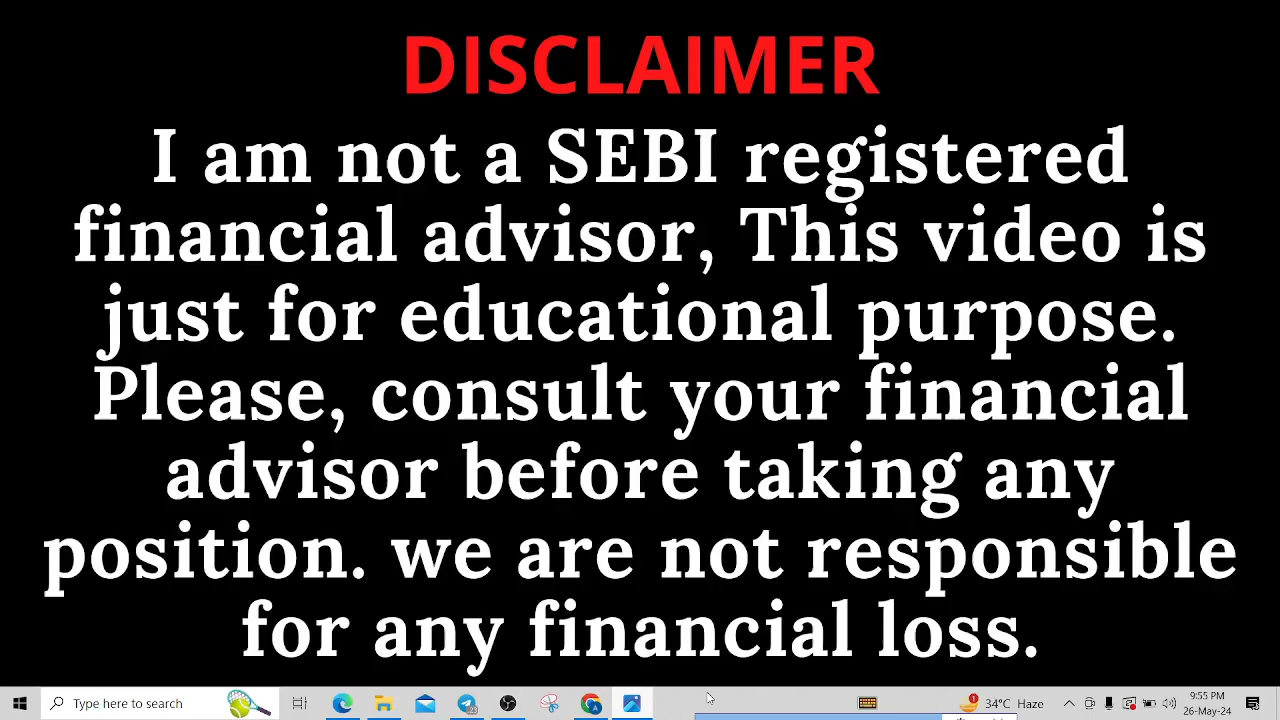 DISCLAIMER
I am not a SEBI registered
financial advisor, This video is
just for educational purpose.
Please, consult your financial
advisor before taking any
position. we are not responsible
for any financial loss.
Type here to sea
34°C Haze
9:55 PM
26-May-24